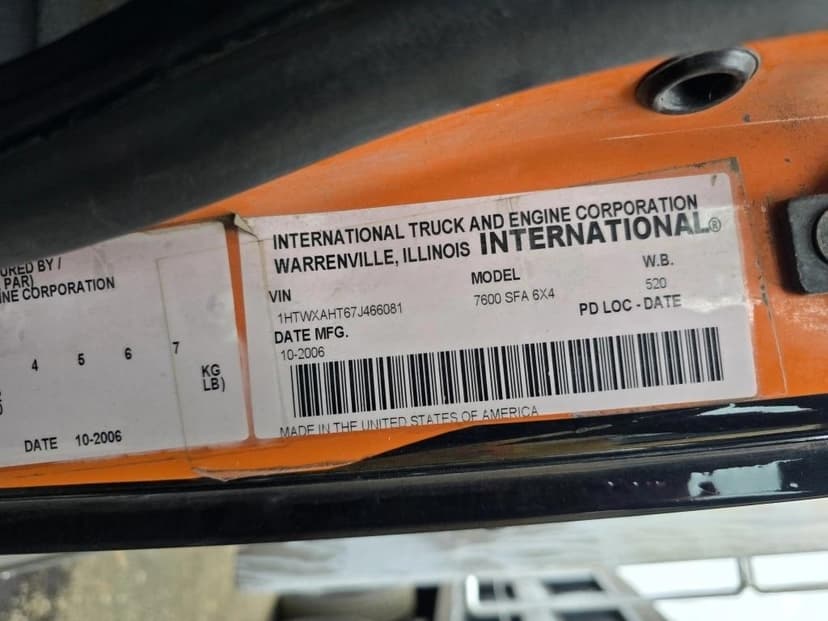 URED BY /
PAR)
NE CORPORATION
4 5 6 7
KG
LB)
DATE 10-2006
INTERNATIONAL TRUCK AND ENGINE CORPORATION
WARRENVILLE, ILLINOIS INTERNATIONAL®
VIN MODEL W.B.
1HTWXAHT67J466081 7600 SFA 6X4 520
DATE MFG. PD LOC - DATE
10-2006
MADE IN THE UNITED STATES OF AMERICA